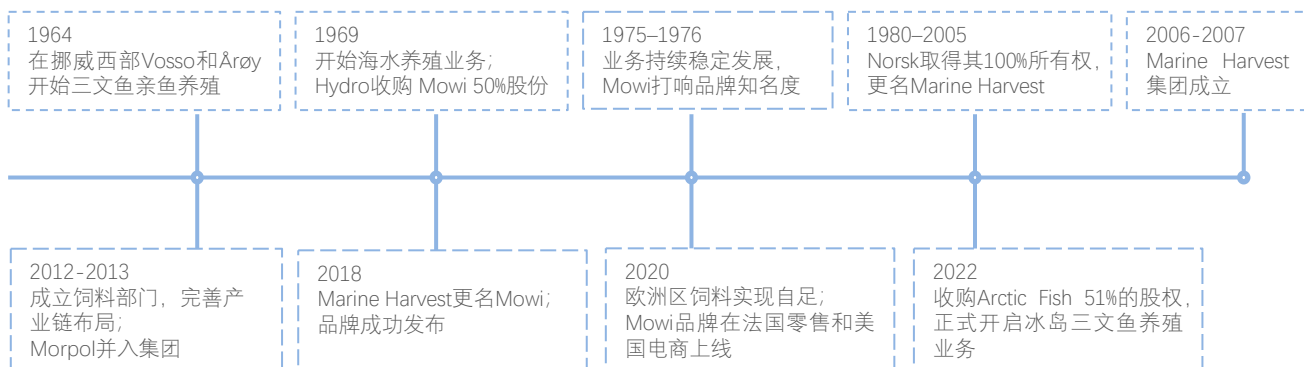 1964
在挪威西部Vosso和Årøy
开始三文鱼亲鱼养殖
1969
开始海水养殖业务;
Hydro收购 Mowi 50%股份
1975–1976
业务持续稳定发展，
Mowi打响品牌知名度
1980–2005
Norsk取得其100%所有权，
更名Marine Harvest
2006-2007
Marine Harvest
集团成立
2012-2013
成立饲料部门，完善产
业链布局;
Morpol并入集团
2018
Marine Harvest更名Mowi;
品牌成功发布
2020
欧洲区饲料实现自足;
Mowi品牌在法国零售和美
国电商上线
2022
收购Arctic Fish 51%的股权，
正式开启冰岛三文鱼养殖
业务